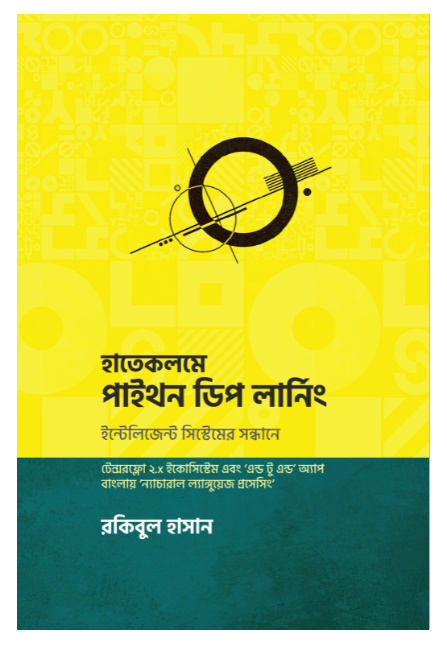 হাতেকলমে
পাইথন ডিপ লার্নিং
ইন্টেলিজেন্ট সিস্টেমের সন্ধানে
টেন্সরফ্লো ২.x ইকোসিস্টেম এবং ‘এন্ড টু এন্ড’ অ্যাপ
বাংলায় ‘ন্যাচারাল ল্যাঙ্গুয়েজ প্রসেসিং’
রকিবুল হাসান